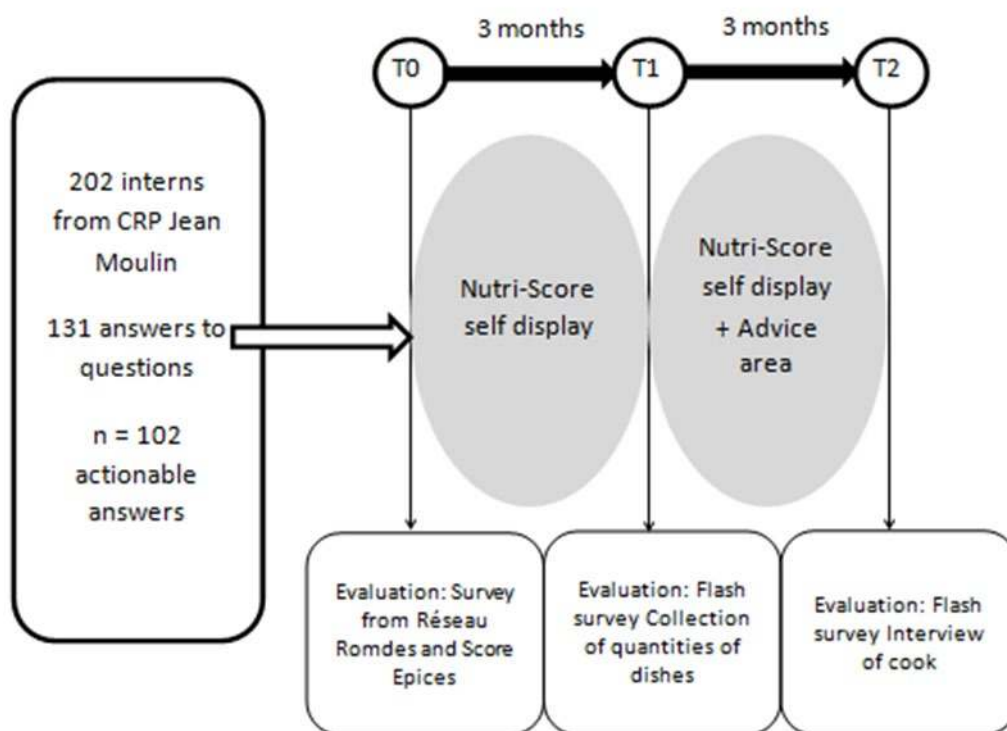 3 months
3 months
T0
T1
T2
202 interns
from CRP Jean
Moulin
131 answers to
questions
n = 102
actionable
answers
Nutri-Score
self display
Nutri-Score
self display
+ Advice
area
Evaluation: Survey
from Réseau
Romdes and Score
Epices
Evaluation: Flash
survey Collection
of quantities of
dishes
Evaluation: Flash
survey Interview
of cook